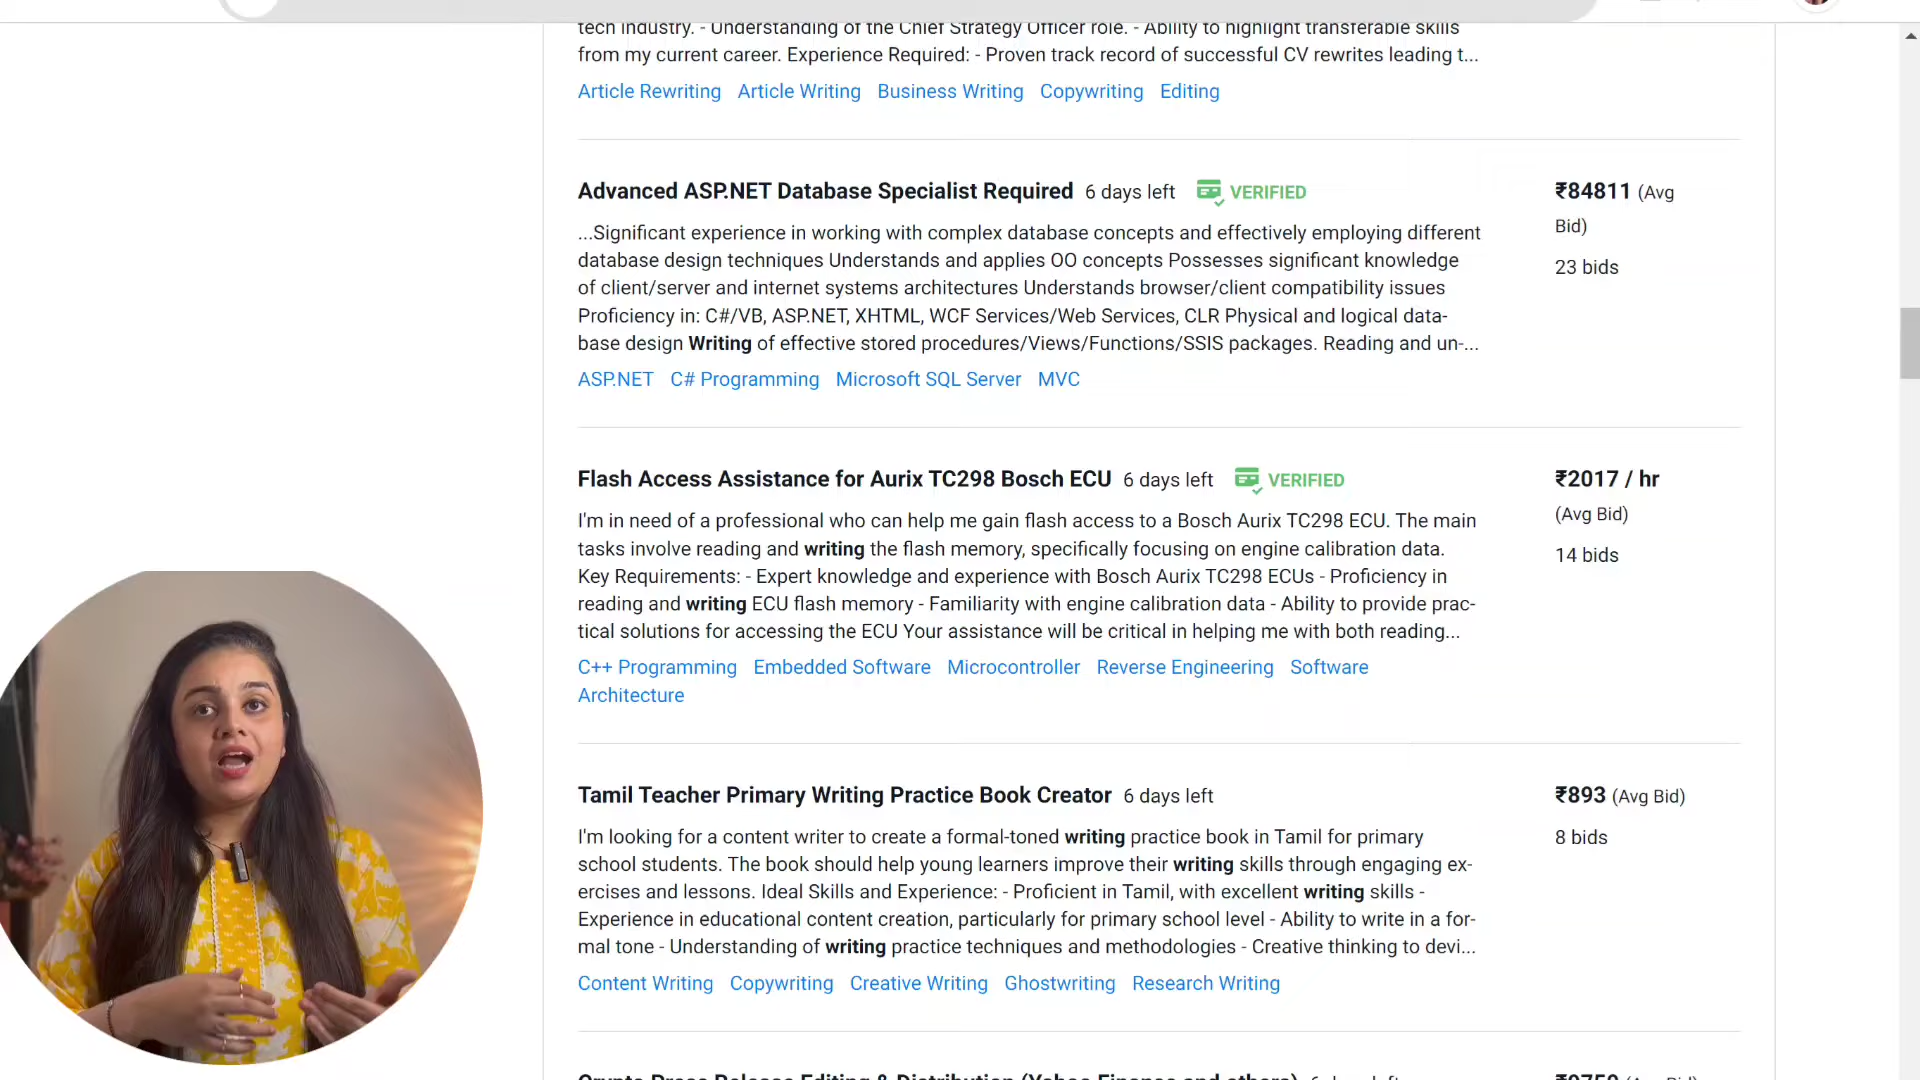 tech industry. - Understanding of the Chief Strategy Officer role. - Ability to highlight transferable skills
from my current career. Experience Required: - Proven track record of successful CV rewrites leading t...
Article Rewriting Article Writing Business Writing Copywriting Editing
Advanced ASP.NET Database Specialist Required 6 days left VERIFIED
₹84811 (Avg
Bid)
23 bids
...Significant experience in working with complex database concepts and effectively employing different
database design techniques Understands and applies OO concepts Possesses significant knowledge
of client/server and internet systems architectures Understands browser/client compatibility issues
Proficiency in: C#/VB, ASP.NET, XHTML, WCF Services/Web Services, CLR Physical and logical data-
base design Writing of effective stored procedures/Views/Functions/SSIS packages. Reading and un-...
ASP.NET C# Programming Microsoft SQL Server MVC
Flash Access Assistance for Aurix TC298 Bosch ECU 6 days left VERIFIED
₹2017 / hr
(Avg Bid)
14 bids
I'm in need of a professional who can help me gain flash access to a Bosch Aurix TC298 ECU. The main
tasks involve reading and writing the flash memory, specifically focusing on engine calibration data.
Key Requirements: - Expert knowledge and experience with Bosch Aurix TC298 ECUs - Proficiency in
reading and writing ECU flash memory - Familiarity with engine calibration data - Ability to provide prac-
tical solutions for accessing the ECU Your assistance will be critical in helping me with both reading...
C++ Programming Embedded Software Microcontroller Reverse Engineering Software
Architecture
Tamil Teacher Primary Writing Practice Book Creator 6 days left
₹893 (Avg Bid)
8 bids
I'm looking for a content writer to create a formal-toned writing practice book in Tamil for primary
school students. The book should help young learners improve their writing skills through engaging ex-
ercises and lessons. Ideal Skills and Experience: - Proficient in Tamil, with excellent writing skills -
Experience in educational content creation, particularly for primary school level - Ability to write in a for-
mal tone - Understanding of writing practice techniques and methodologies - Creative thinking to devi...
Content Writing Copywriting Creative Writing Ghostwriting Research Writing
Crypto Press Release Editing & Distribution (Yahoo Finance and others) 6 days left
(Avg Bid)